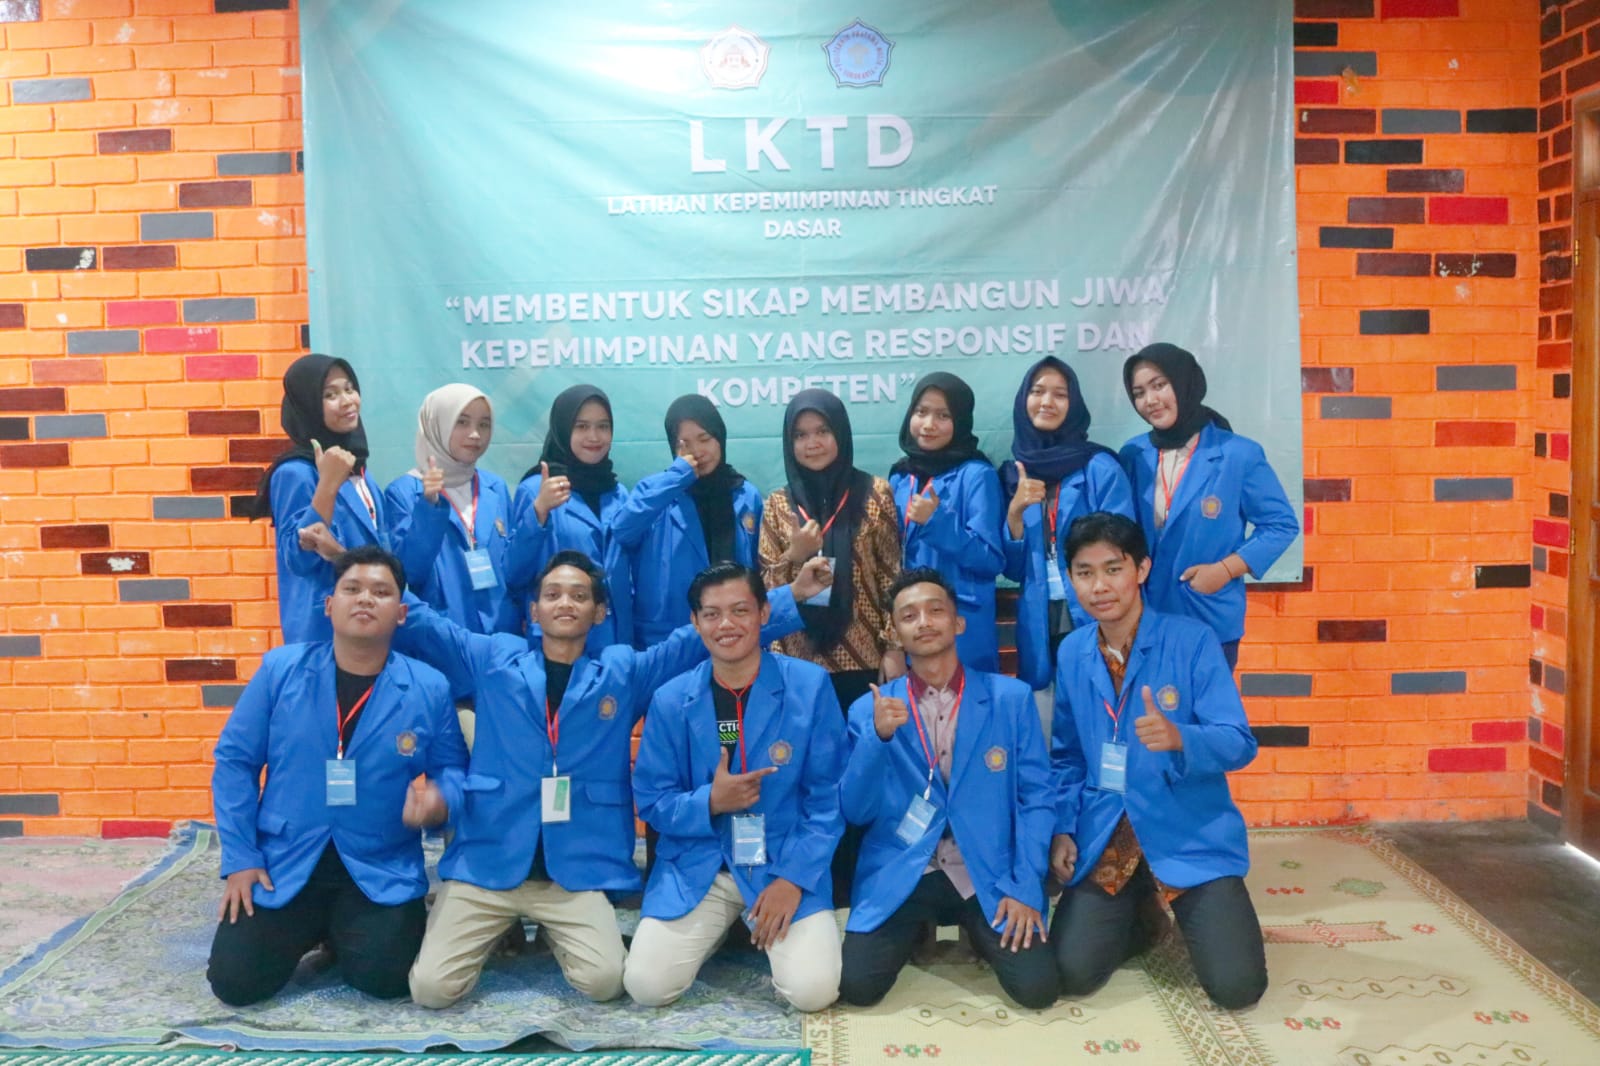 LKTD
LATIHAN KEPEMIMPINAN TINGKAT
DASAR
“MEMBENTUK SIKAP MEMBANGUN JIWA
KEPEMIMPINAN YANG RESPONSIF DAN
KOMPETEN”